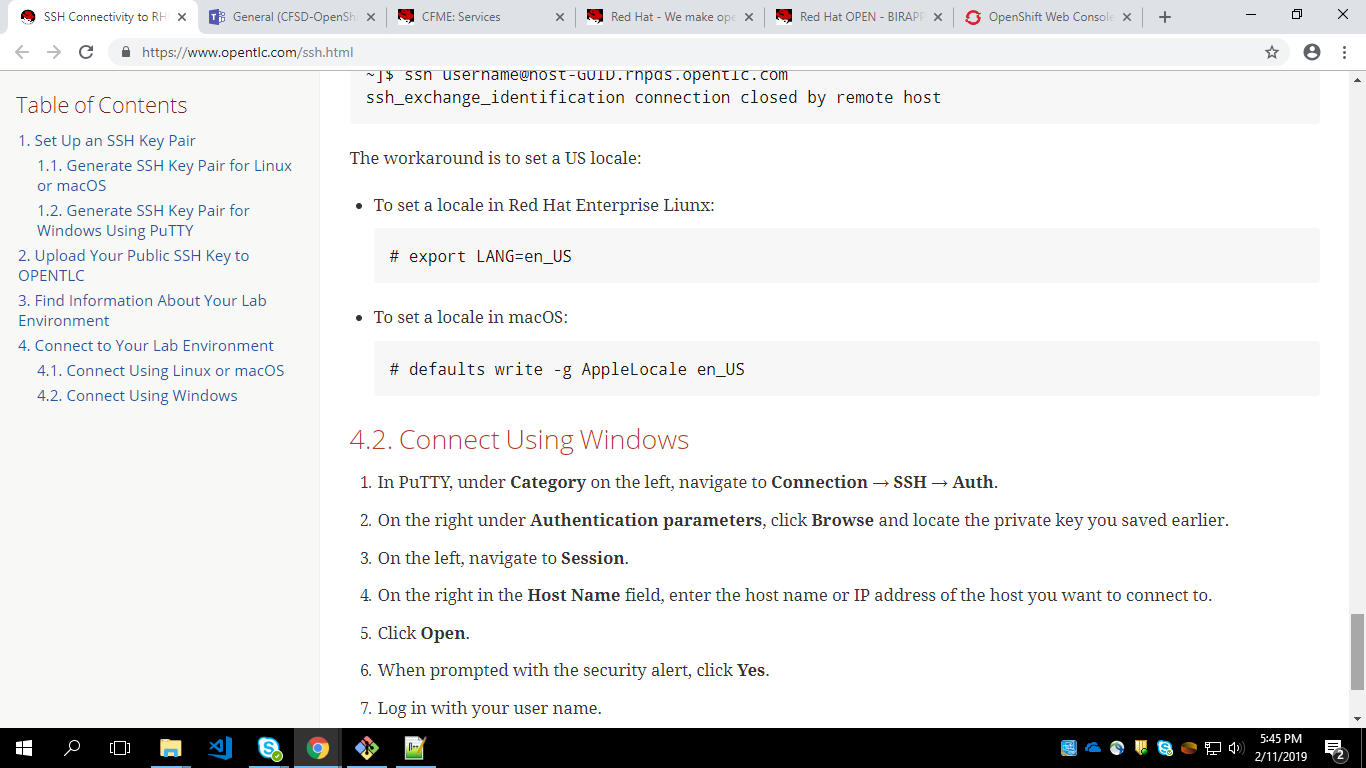 SSH Connectivity to RH
General (CFSD-OpenShi
CFME: Services
Red Hat - We make ope
Red Hat OPEN - BIRAPP
OpenShift Web Console
https://www.opentlc.com/ssh.html
Table of Contents
1. Set Up an SSH Key Pair
1.1. Generate SSH Key Pair for Linux
or macOS
1.2. Generate SSH Key Pair for
Windows Using PuTTY
2. Upload Your Public SSH Key to
OPENTLC
3. Find Information About Your Lab
Environment
4. Connect to Your Lab Environment
4.1. Connect Using Linux or macOS
4.2. Connect Using Windows
~]$ ssh username@host-GUID.rhpds.opentlc.com
ssh_exchange_identification connection closed by remote host
The workaround is to set a US locale:
• To set a locale in Red Hat Enterprise Liunx:
# export LANG=en_US
• To set a locale in macOS:
# defaults write -g AppleLocale en_US
4.2. Connect Using Windows
1. In PuTTY, under Category on the left, navigate to Connection → SSH → Auth.
2. On the right under Authentication parameters, click Browse and locate the private key you saved earlier.
3. On the left, navigate to Session.
4. On the right in the Host Name field, enter the host name or IP address of the host you want to connect to.
5. Click Open.
6. When prompted with the security alert, click Yes.
7. Log in with your user name.
5:45 PM
2/11/2019
2